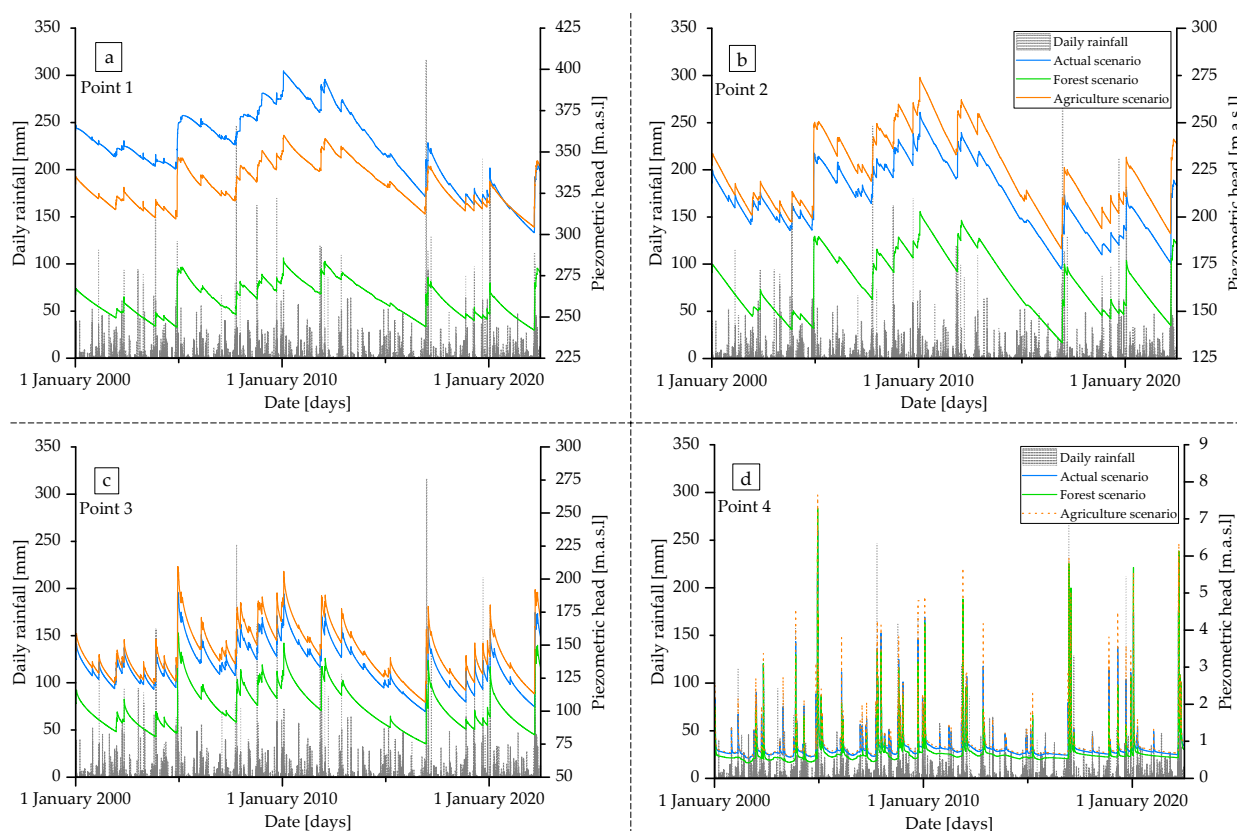 a
Point 1
Daily rainfall [mm]
350
300
250
200
150
100
50
0
425
400
375
350
325
300
275
250
225
Piezometric head [m.a.s.l]
1 January 2000
1 January 2010
1 January 2020
Date [days]
b
Point 2
Daily rainfall
Actual scenario
Forest scenario
Agriculture scenario
Daily rainfall [mm]
350
300
250
200
150
100
50
0
300
275
250
225
200
175
150
125
Piezometric head [m.a.s.l]
1 January 2000
1 January 2010
1 January 2020
Date [days]
c
Point 3
Daily rainfall [mm]
350
300
250
200
150
100
50
0
300
275
250
225
200
175
150
125
100
75
50
Piezometric head [m.a.s.l]
1 January 2000
1 January 2010
1 January 2020
Date [days]
d
Point 4
Daily rainfall
Actual scenario
Forest scenario
Agriculture scenario
Daily rainfall [mm]
350
300
250
200
150
100
50
0
9
8
7
6
5
4
3
2
1
0
Piezometric head [m.a.s.l]
1 January 2000
1 January 2010
1 January 2020
Date [days]